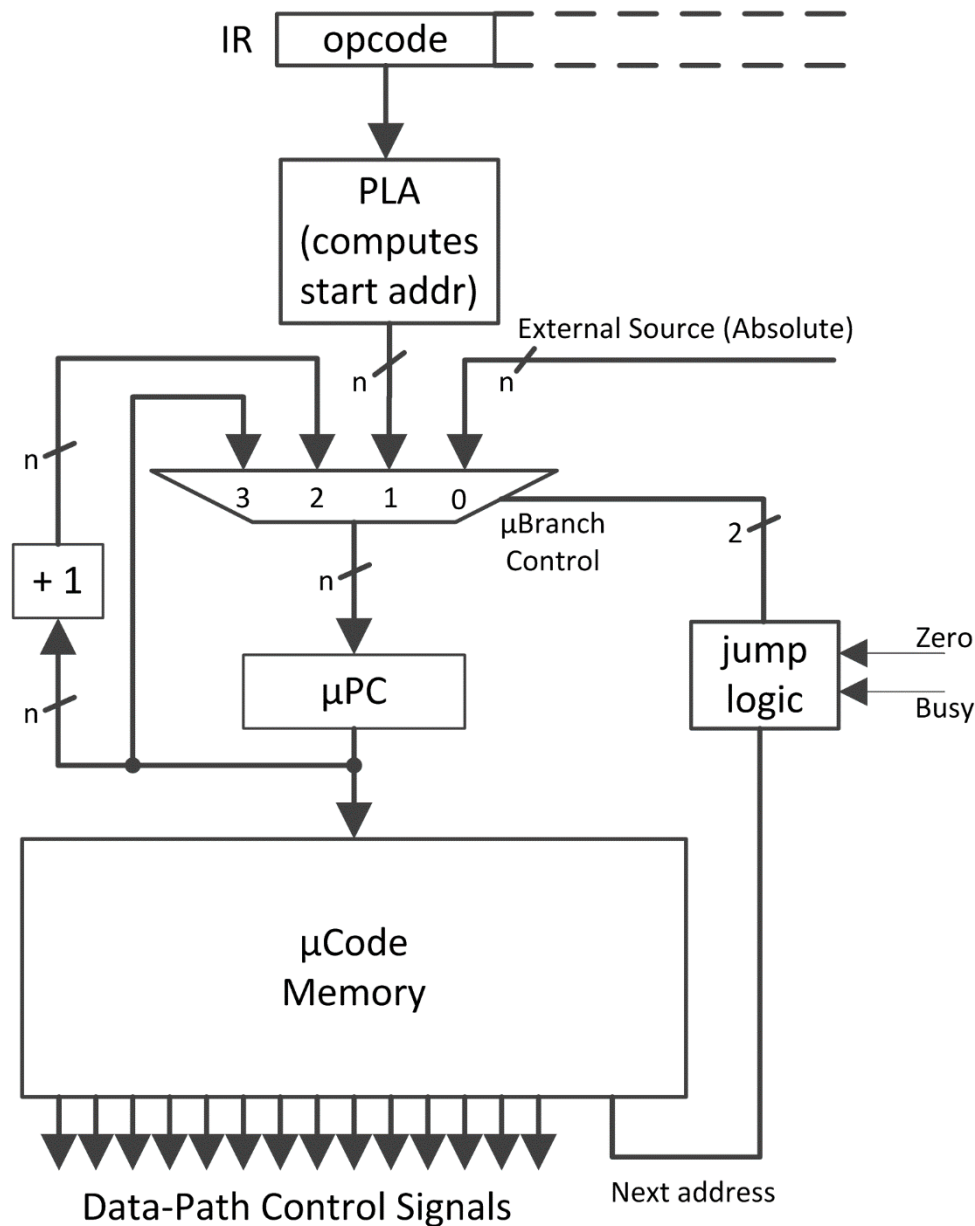 IR
opcode
PLA
(computes
start addr)
External Source (Absolute)
n
n
n
3
2
1
0
μBranch
Control
2
n
+ 1
μPC
jump
logic
Zero
Busy
n
μCode
Memory
Data-Path Control Signals
Next address